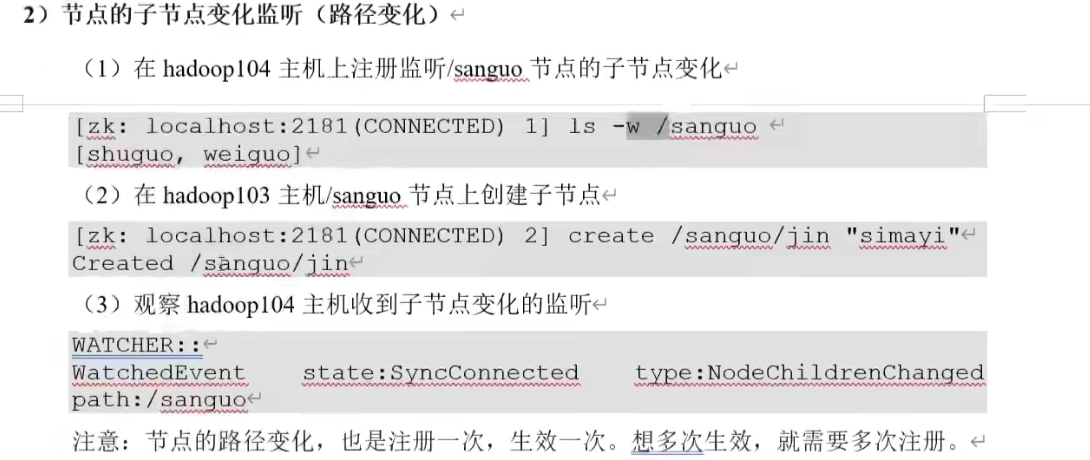 2）节点的子节点变化监听（路径变化）
（1）在 hadoop104 主机上注册监听/sanguo 节点的子节点变化
[zk: localhost:2181(CONNECTED) 1] ls -w /sanguo
[shuguo, weiguo]
（2）在 hadoop103 主机/sanguo 节点上创建子节点
[zk: localhost:2181(CONNECTED) 2] create /sanguo/jin "simayi"
Created /sanguo/jin
（3）观察 hadoop104 主机收到子节点变化的监听
WATCHER::
WatchedEvent state:SyncConnected type:NodeChildrenChanged
path:/sanguo
注意：节点的路径变化，也是注册一次，生效一次。想多次生效，就需要多次注册。